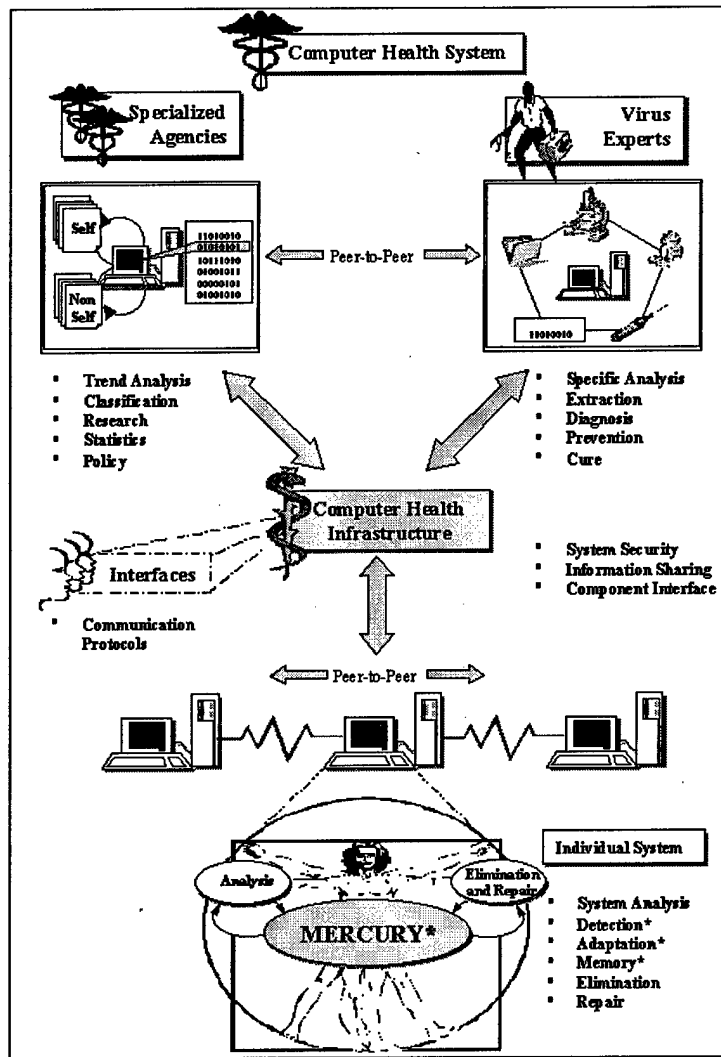 Computer Health System
Specialized
Agencies
Virus
Experts
Self
Non
Self
11010010
01010101
10111010
01001011
00000101
01001010
Peer-to-Peer
11010010
▪ Trend Analysis
▪ Classification
▪ Research
▪ Statistics
▪ Policy
▪ Specific Analysis
▪ Extraction
▪ Diagnosis
▪ Prevention
▪ Cure
Computer Health
Infrastructure
Interfaces
▪ Communication
Protocols
▪ System Security
▪ Information Sharing
▪ Component Interface
Peer-to-Peer
Individual System
Analysis
Elimination
and Repair
MERCURY*
▪ System Analysis
▪ Detection*
▪ Adaptation*
▪ Memory*
▪ Elimination
▪ Repair